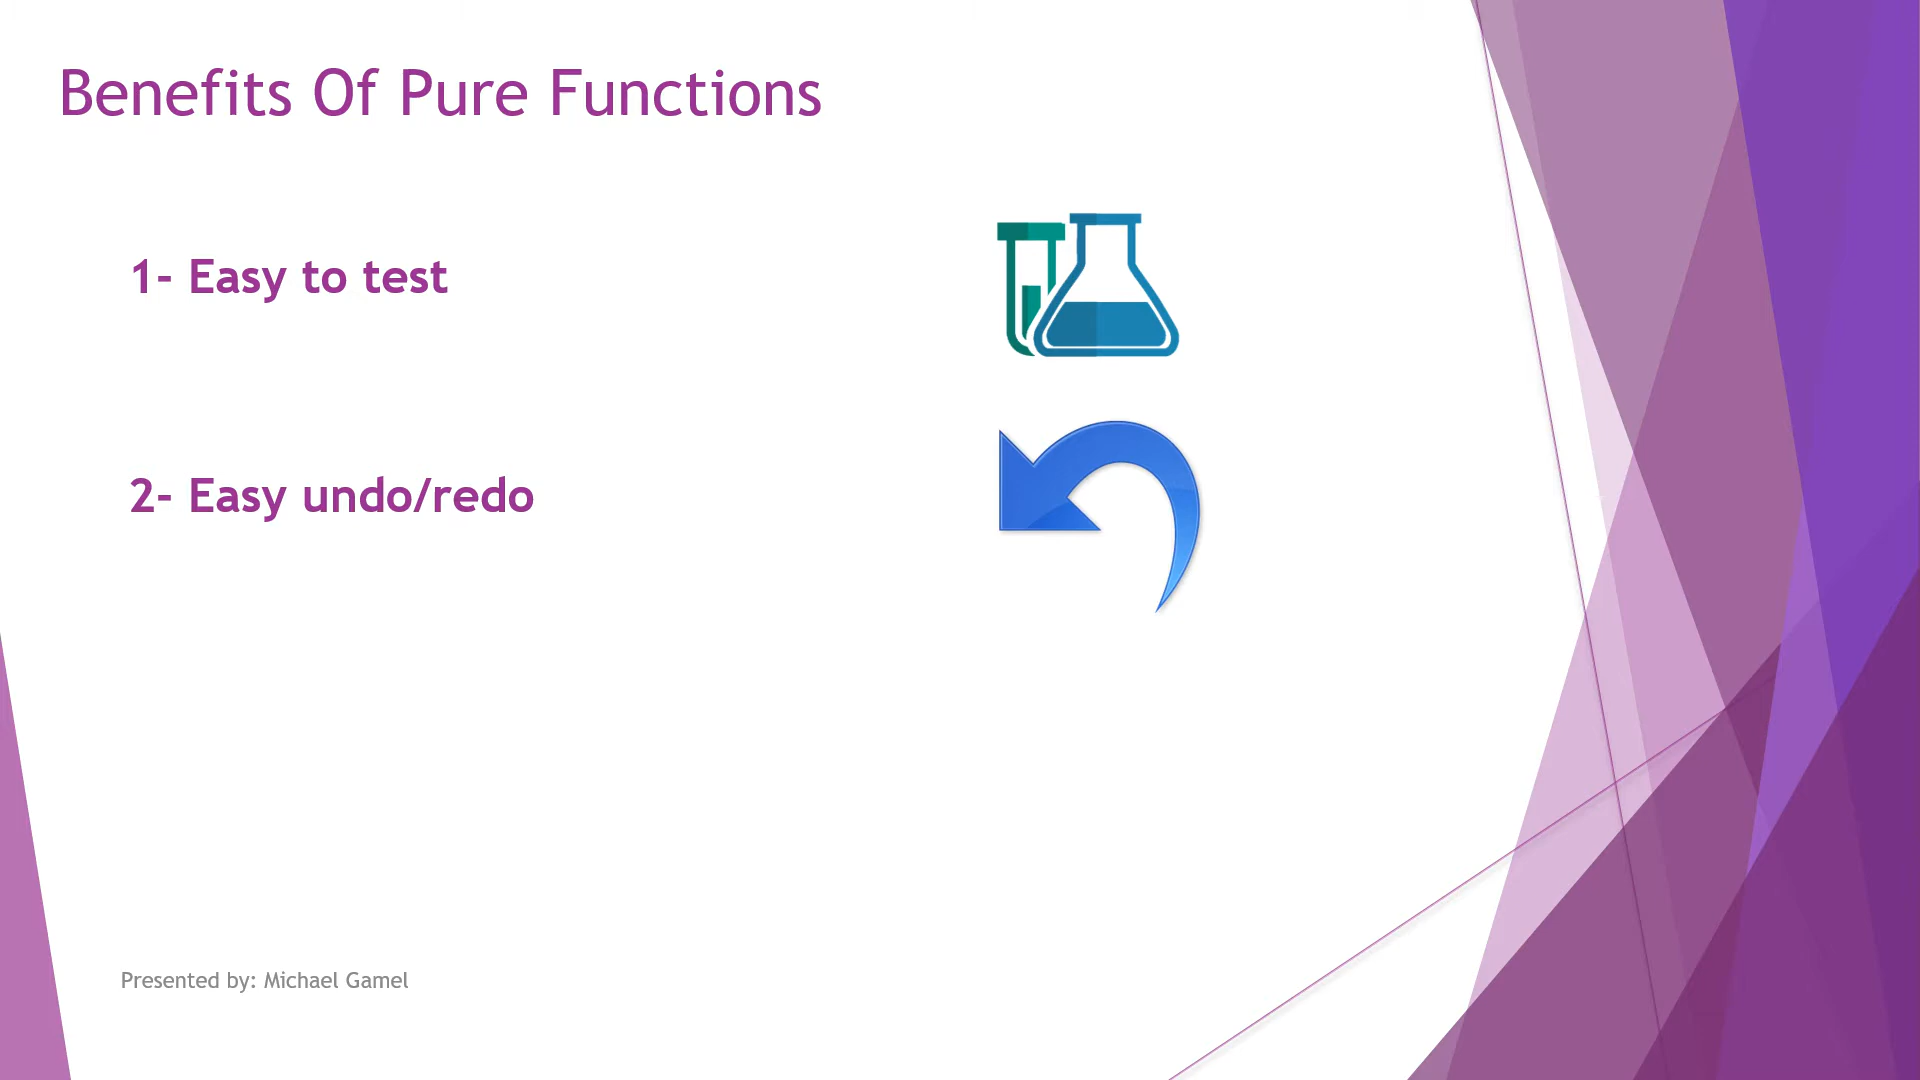 Benefits Of Pure Functions
1- Easy to test
2- Easy undo/redo
Presented by: Michael Gamel